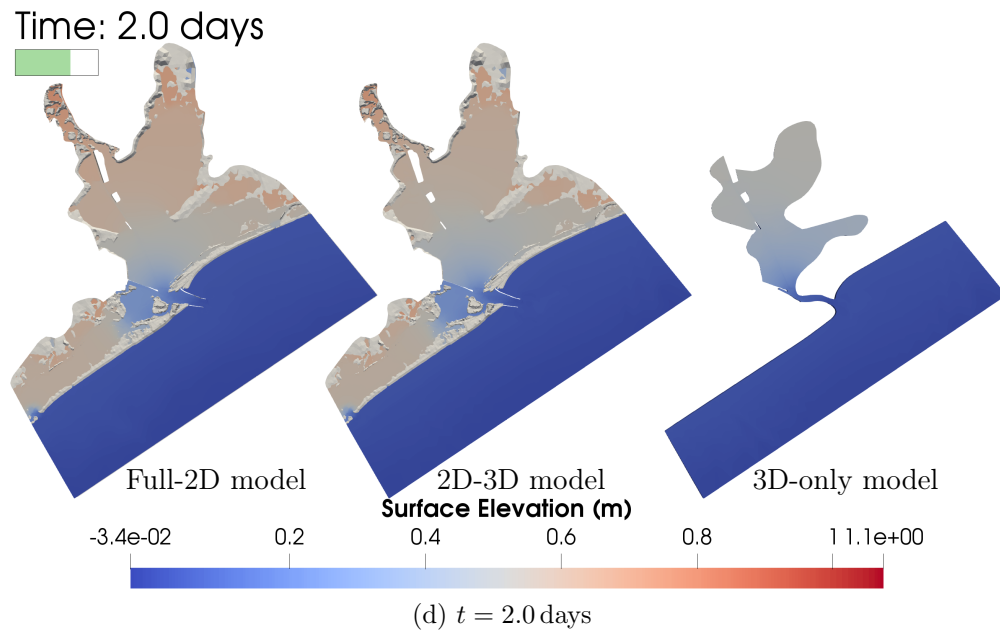 Time: 2.0 days
Full-2D model 2D-3D model 3D-only model
Surface Elevation (m)
-3.4e-02 0.2 0.4 0.6 0.8 1 1.1e+00
(d) t = 2.0 days